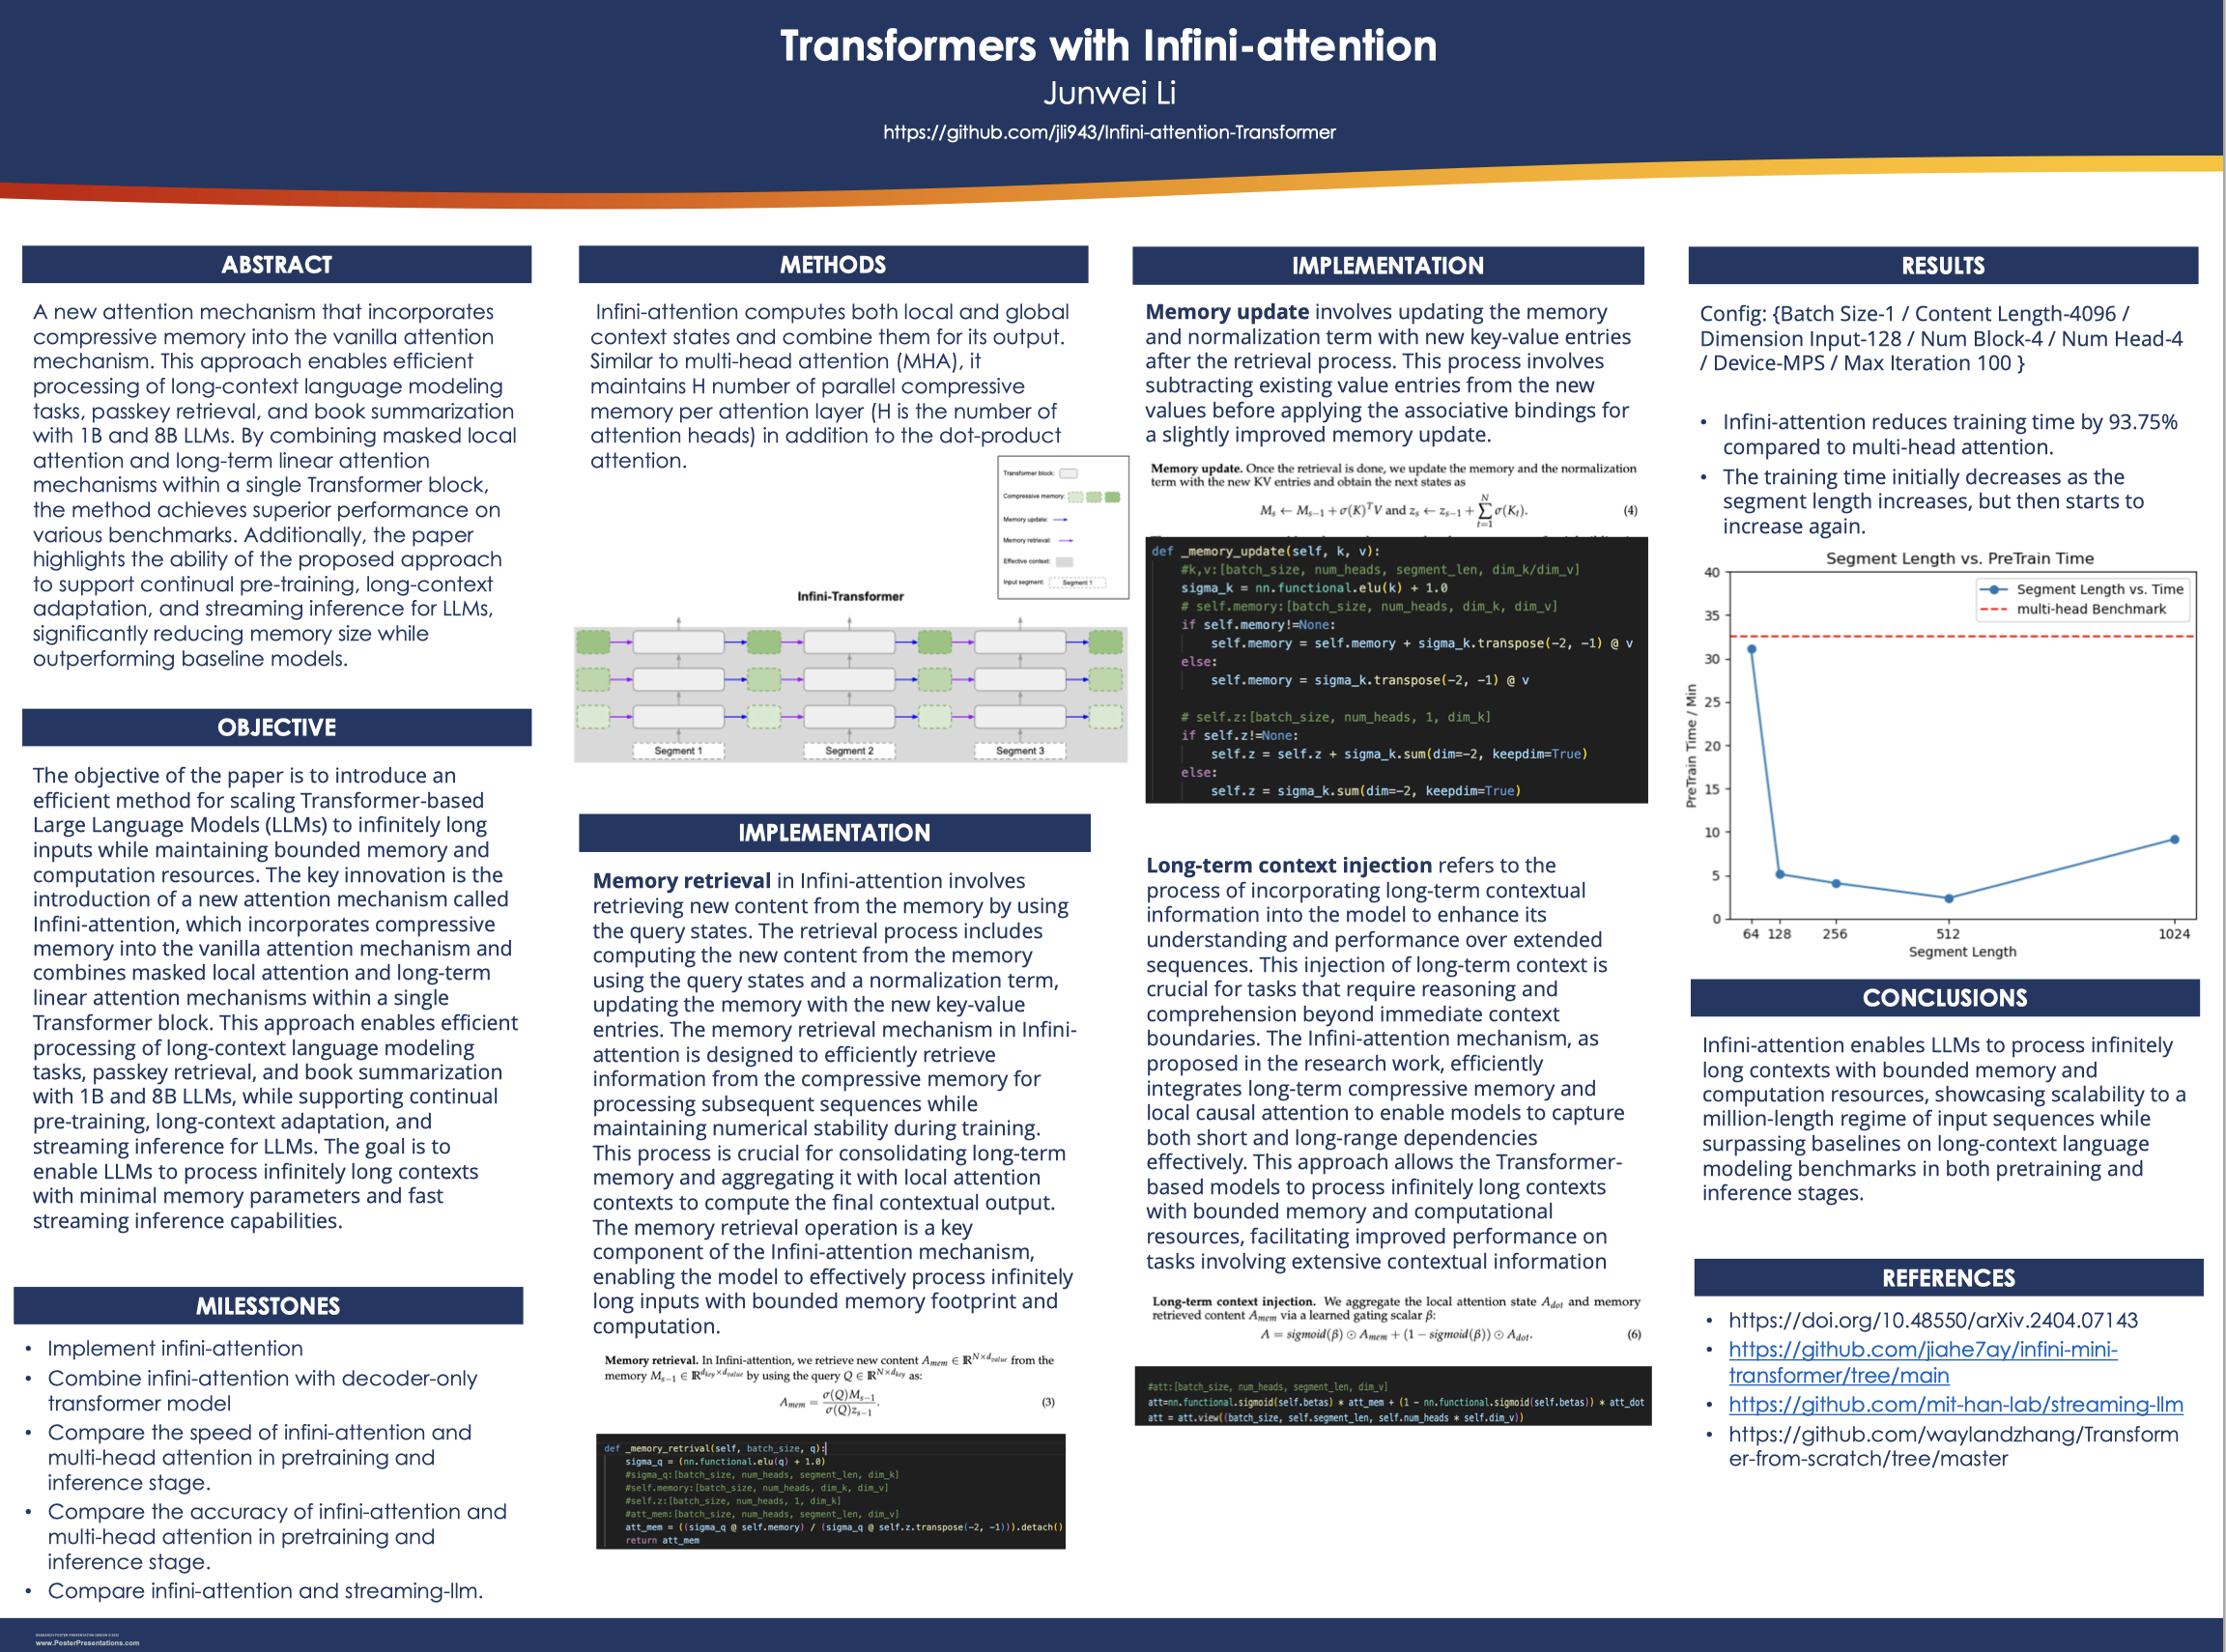 Transformers with Infini-attention
Junwei Li
https://github.com/jli943/Infini-attention-Transformer
ABSTRACT
A new attention mechanism that incorporates
compressive memory into the vanilla attention
mechanism. This approach enables efficient
processing of long-context language modeling
tasks, passkey retrieval, and book summarization
with 1B and 8B LLMs. By combining masked local
attention and long-term linear attention
mechanisms within a single Transformer block,
the method achieves superior performance on
various benchmarks. Additionally, the paper
highlights the ability of the proposed approach
to support continual pre-training, long-context
adaptation, and streaming inference for LLMs,
significantly reducing memory size while
outperforming baseline models.
OBJECTIVE
The objective of the paper is to introduce an
efficient method for scaling Transformer-based
Large Language Models (LLMs) to infinitely long
inputs while maintaining bounded memory and
computation resources. The key innovation is the
introduction of a new attention mechanism called
Infini-attention, which incorporates compressive
memory into the vanilla attention mechanism and
combines masked local attention and long-term
linear attention mechanisms within a single
Transformer block. This approach enables efficient
processing of long-context language modeling
tasks, passkey retrieval, and book summarization
with 1B and 8B LLMs, while supporting continual
pre-training, long-context adaptation, and
streaming inference for LLMs. The goal is to
enable LLMs to process infinitely long contexts
with minimal memory parameters and fast
streaming inference capabilities.
MILESSTONES
• Implement infini-attention
• Combine infini-attention with decoder-only
transformer model
• Compare the speed of infini-attention and
multi-head attention in pretraining and
inference stage.
• Compare the accuracy of infini-attention and
multi-head attention in pretraining and
inference stage.
• Compare infini-attention and streaming-llm.
METHODS
Infini-attention computes both local and global
context states and combine them for its output.
Similar to multi-head attention (MHA), it
maintains H number of parallel compressive
memory per attention layer (H is the number of
attention heads) in addition to the dot-product
attention.
Transformer block:
Compressive memory:
Memory update:
Memory retrieval:
Effective context:
Input segment: Segment 1
Infini-Transformer
Segment 1 Segment 2 Segment 3
IMPLEMENTATION
Memory retrieval in Infini-attention involves
retrieving new content from the memory by using
the query states. The retrieval process includes
computing the new content from the memory
using the query states and a normalization term,
updating the memory with the new key-value
entries. The memory retrieval mechanism in Infini-
attention is designed to efficiently retrieve
information from the compressive memory for
processing subsequent sequences while
maintaining numerical stability during training.
This process is crucial for consolidating long-term
memory and aggregating it with local attention
contexts to compute the final contextual output.
The memory retrieval operation is a key
component of the Infini-attention mechanism,
enabling the model to effectively process infinitely
long inputs with bounded memory footprint and
computation.
Memory retrieval. In Infini-attention, we retrieve new content A_mem ∈ ℝ^{N×d_value} from the
memory M_{s−1} ∈ ℝ^{d_key×d_value} by using the query Q ∈ ℝ^{N×d_key} as:
A_mem = σ(Q)M_{s−1} / σ(Q)z_{s−1}. (3)
def _memory_retrival(self, batch_size, q):
sigma_q = (nn.functional.elu(q) + 1.0)
#sigma_q:[batch_size, num_heads, segment_len, dim_k]
#self.memory:[batch_size, num_heads, dim_k, dim_v]
#self.z:[batch_size, num_heads, 1, dim_k]
#att_mem:[batch_size, num_heads, segment_len, dim_v]
att_mem = ((sigma_q @ self.memory) / (sigma_q @ self.z.transpose(-2, -1))).detach()
return att_mem
IMPLEMENTATION
Memory update involves updating the memory
and normalization term with new key-value entries
after the retrieval process. This process involves
subtracting existing value entries from the new
values before applying the associative bindings for
a slightly improved memory update.
Memory update. Once the retrieval is done, we update the memory and the normalization
term with the new KV entries and obtain the next states as
M_s ← M_{s−1} + σ(K)^T V and z_s ← z_{s−1} + ∑_{t=1}^{N} σ(K_t). (4)
def _memory_update(self, k, v):
#k,v:[batch_size, num_heads, segment_len, dim_k/dim_v]
sigma_k = nn.functional.elu(k) + 1.0
# self.memory:[batch_size, num_heads, dim_k, dim_v]
if self.memory!=None:
self.memory = self.memory + sigma_k.transpose(-2, -1) @ v
else:
self.memory = sigma_k.transpose(-2, -1) @ v
# self.z:[batch_size, num_heads, 1, dim_k]
if self.z!=None:
self.z = self.z + sigma_k.sum(dim=-2, keepdim=True)
else:
self.z = sigma_k.sum(dim=-2, keepdim=True)
Long-term context injection refers to the
process of incorporating long-term contextual
information into the model to enhance its
understanding and performance over extended
sequences. This injection of long-term context is
crucial for tasks that require reasoning and
comprehension beyond immediate context
boundaries. The Infini-attention mechanism, as
proposed in the research work, efficiently
integrates long-term compressive memory and
local causal attention to enable models to capture
both short and long-range dependencies
effectively. This approach allows the Transformer-
based models to process infinitely long contexts
with bounded memory and computational
resources, facilitating improved performance on
tasks involving extensive contextual information
Long-term context injection. We aggregate the local attention state A_dot and memory
retrieved content A_mem via a learned gating scalar β:
A = sigmoid(β) ⊙ A_mem + (1 − sigmoid(β)) ⊙ A_dot. (6)
#att:[batch_size, num_heads, segment_len, dim_v]
att=nn.functional.sigmoid(self.betas) * att_mem + (1 - nn.functional.sigmoid(self.betas)) * att_dot
att = att.view((batch_size, self.segment_len, self.num_heads * self.dim_v))
RESULTS
Config: {Batch Size-1 / Content Length-4096 /
Dimension Input-128 / Num Block-4 / Num Head-4
/ Device-MPS / Max Iteration 100 }
• Infini-attention reduces training time by 93.75%
compared to multi-head attention.
• The training time initially decreases as the
segment length increases, but then starts to
increase again.
Segment Length vs. PreTrain Time
Segment Length vs. Time
multi-head Benchmark
PreTrain Time / Min
40
35
30
25
20
15
10
5
0
64 128 256 512 1024
Segment Length
CONCLUSIONS
Infini-attention enables LLMs to process infinitely
long contexts with bounded memory and
computation resources, showcasing scalability to a
million-length regime of input sequences while
surpassing baselines on long-context language
modeling benchmarks in both pretraining and
inference stages.
REFERENCES
• https://doi.org/10.48550/arXiv.2404.07143
• https://github.com/jiahe7ay/infini-mini-
transformer/tree/main
• https://github.com/mit-han-lab/streaming-llm
• https://github.com/waylandzhang/Transform
er-from-scratch/tree/master
www.PosterPresentations.com